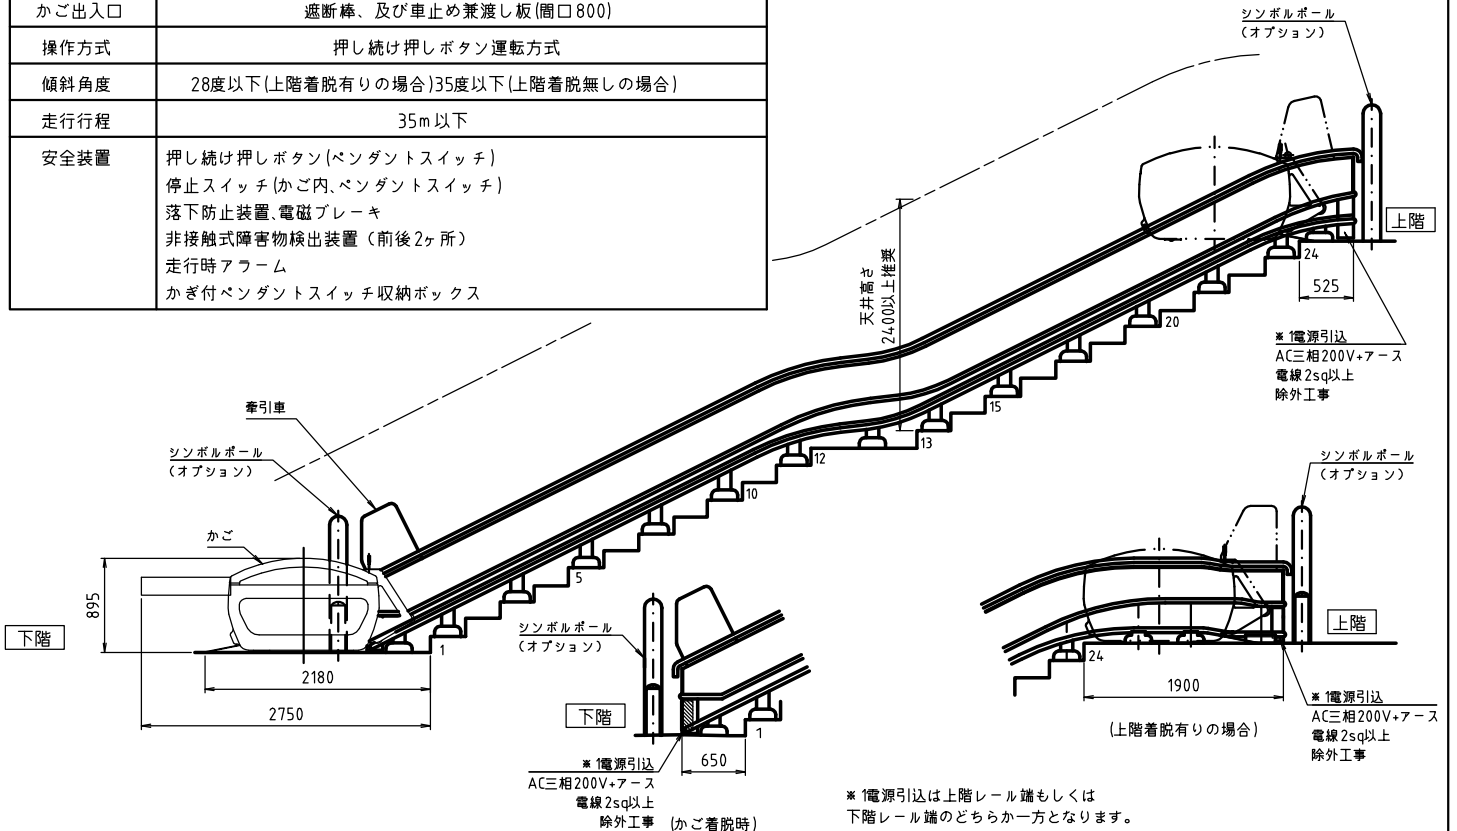 かご出入口 遮断棒、及び車止め兼渡し板(間口800)
操作方式 押し続け押しボタン運転方式
傾斜角度 28度以下(上階着脱有りの場合)35度以下(上階着脱無しの場合)
走行行程 35m以下
安全装置 押し続け押しボタン(ペンダントスイッチ)
停止スイッチ(かご内、ペンダントスイッチ)
落下防止装置、電磁ブレーキ
非接触式障害物検出装置（前後2ヶ所）
走行時アラーム
かぎ付ペンダントスイッチ収納ボックス
シンボルポール
(オプション)
上階
24
525
20
天井高さ
2400以上推奨
※1電源引込
AC三相200V+アース
電線2sq以上
除外工事
15
13
12
10
5
1
牽引車
シンボルポール
(オプション)
かご
895
下階
2180
2750
シンボルポール
(オプション)
下階
1
650
※1電源引込
AC三相200V+アース
電線2sq以上
除外工事
(かご着脱時)
シンボルポール
(オプション)
上階
24
1900
(上階着脱有りの場合)
※1電源引込
AC三相200V+アース
電線2sq以上
除外工事
※1電源引込は上階レール端もしくは
下階レール端のどちらか一方となります。